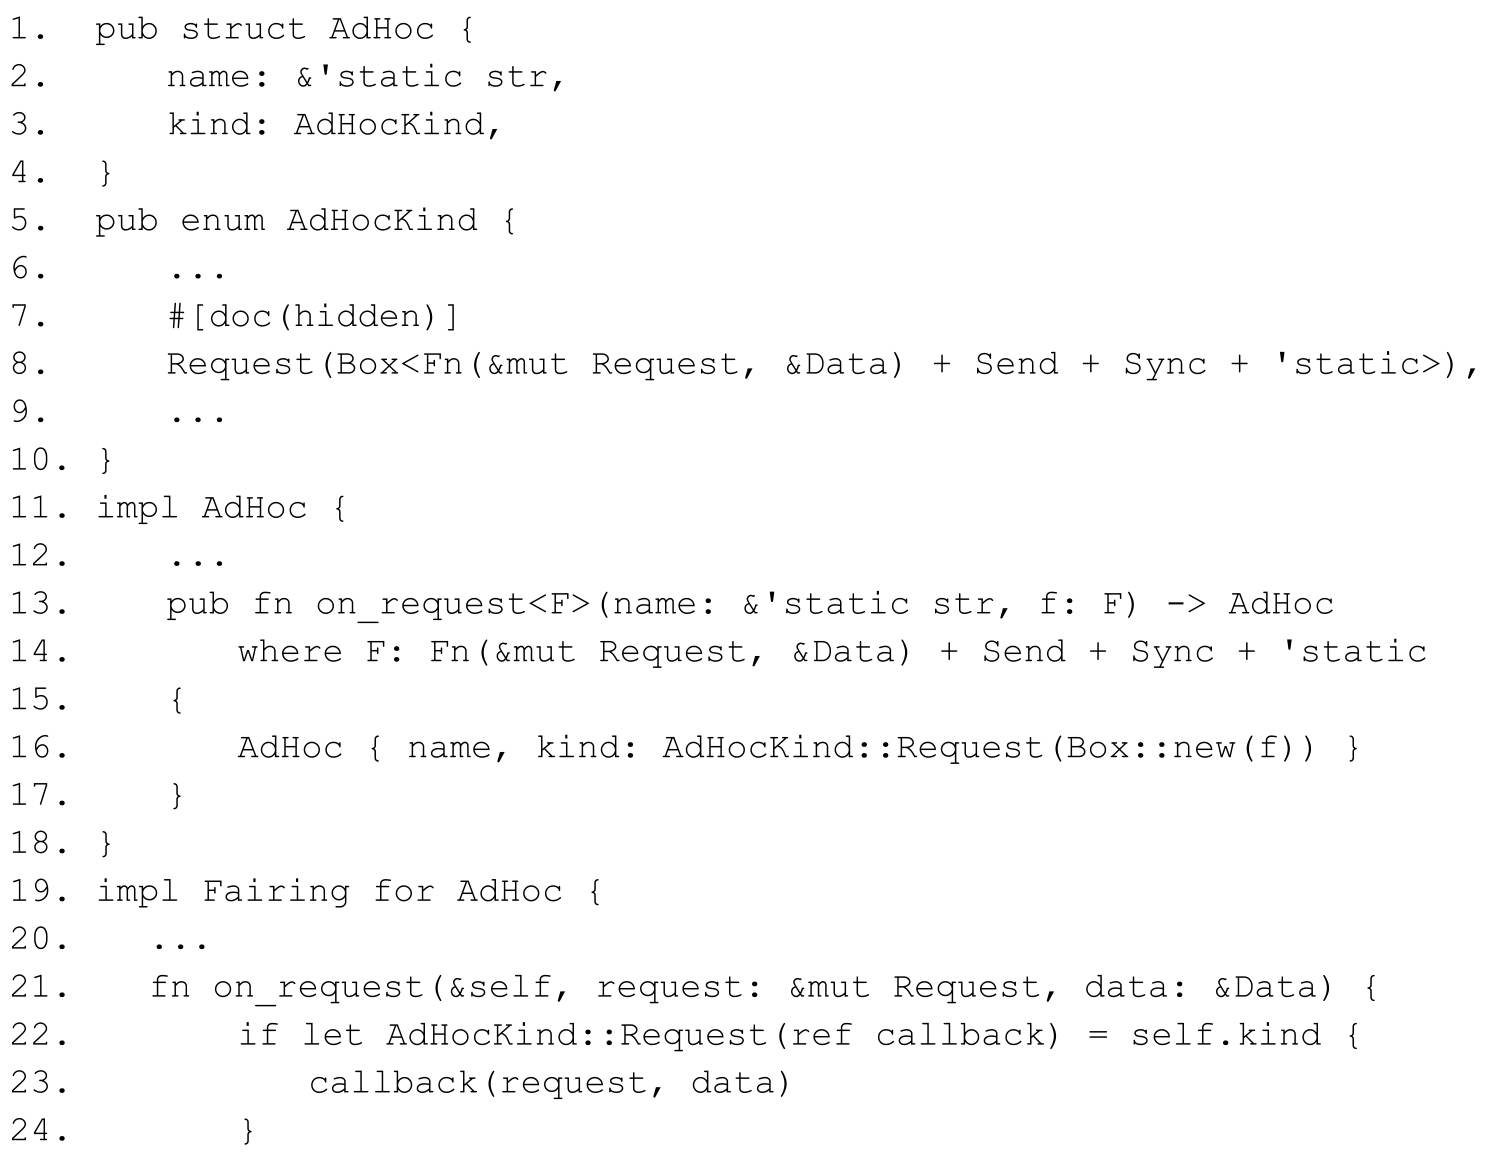 1. pub struct AdHoc {
2.     name: &'static str,
3.     kind: AdHocKind,
4. }
5. pub enum AdHocKind {
6.     ...
7.     #[doc(hidden)]
8.     Request(Box<Fn(&mut Request, &Data) + Send + Sync + 'static>),
9.     ...
10. }
11. impl AdHoc {
12.     ...
13.     pub fn on_request<F>(name: &'static str, f: F) -> AdHoc
14.         where F: Fn(&mut Request, &Data) + Send + Sync + 'static
15.     {
16.         AdHoc { name, kind: AdHocKind::Request(Box::new(f)) }
17.     }
18. }
19. impl Fairing for AdHoc {
20.    ...
21.    fn on_request(&self, request: &mut Request, data: &Data) {
22.         if let AdHocKind::Request(ref callback) = self.kind {
23.             callback(request, data)
24.         }